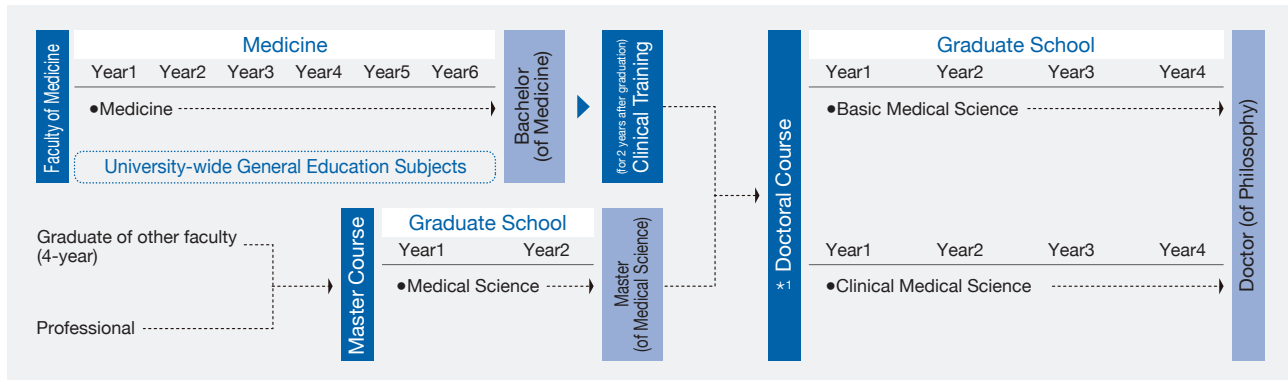 Faculty of Medicine
Medicine
Year1 Year2 Year3 Year4 Year5 Year6
●Medicine
University-wide General Education Subjects
Bachelor
(of Medicine)
(for 2 years after graduation)
Clinical Training
Graduate of other faculty
(4-year)
Professional
Master Course
Graduate School
Year1 Year2
●Medical Science
Master
(of Medical Science)
*1 Doctoral Course
Graduate School
Year1 Year2 Year3 Year4
●Basic Medical Science
Year1 Year2 Year3 Year4
●Clinical Medical Science
Doctor (of Philosophy)